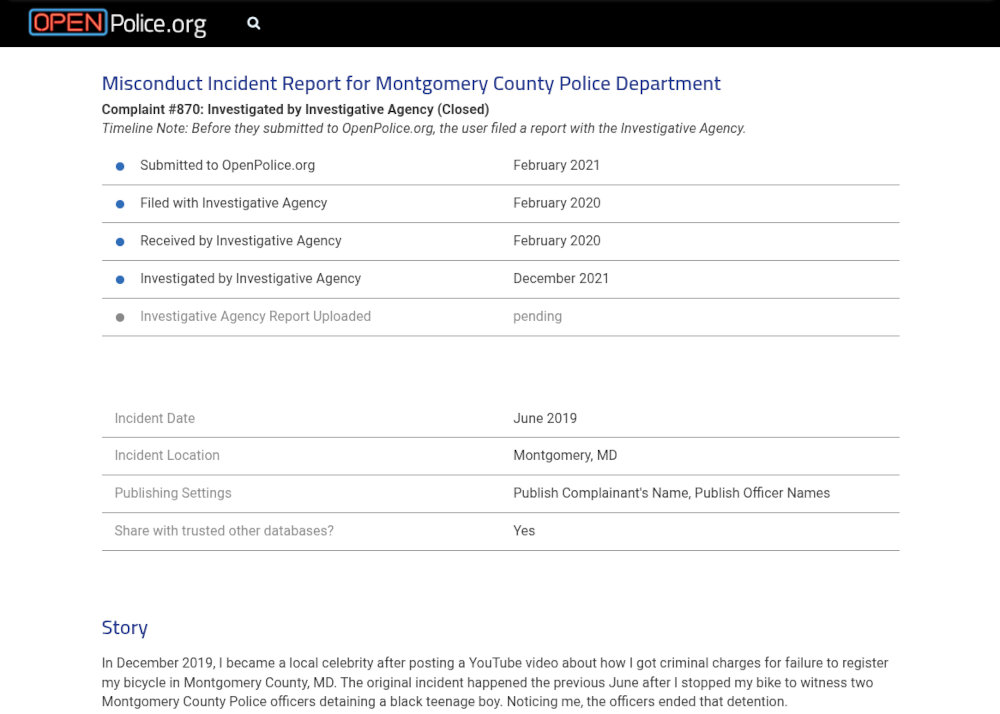 OPEN Police.org
Misconduct Incident Report for Montgomery County Police Department
Complaint #870: Investigated by Investigative Agency (Closed)
Timeline Note: Before they submitted to OpenPolice.org, the user filed a report with the Investigative Agency.
Submitted to OpenPolice.org February 2021
Filed with Investigative Agency February 2020
Received by Investigative Agency February 2020
Investigated by Investigative Agency December 2021
Investigative Agency Report Uploaded pending
Incident Date June 2019
Incident Location Montgomery, MD
Publishing Settings Publish Complainant's Name, Publish Officer Names
Share with trusted other databases? Yes
Story
In December 2019, I became a local celebrity after posting a YouTube video about how I got criminal charges for failure to register
my bicycle in Montgomery County, MD. The original incident happened the previous June after I stopped my bike to witness two
Montgomery County Police officers detaining a black teenage boy. Noticing me, the officers ended that detention.